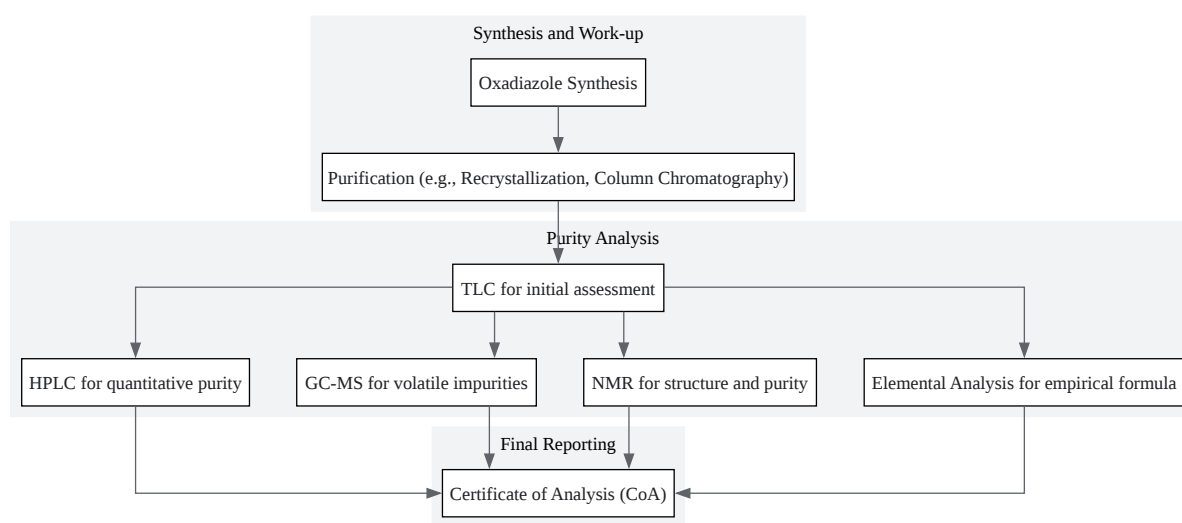 Synthesis and Work-up
Oxadiazole Synthesis
Purification (e.g., Recrystallization, Column Chromatography)
Purity Analysis
TLC for initial assessment
HPLC for quantitative purity
GC-MS for volatile impurities
NMR for structure and purity
Elemental Analysis for empirical formula
Final Reporting
Certificate of Analysis (CoA)